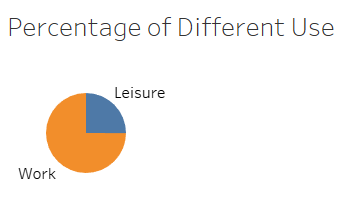 Percentage of Different Use
Leisure
Work